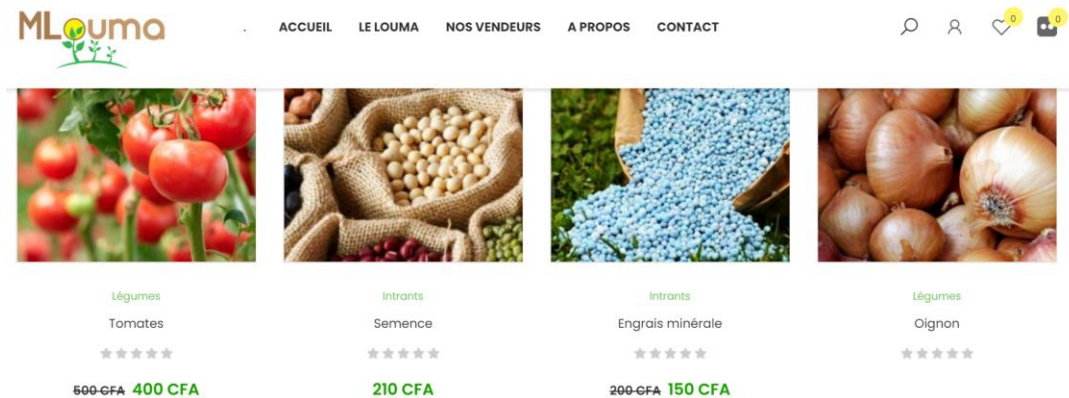 MLouma
ACCUEIL LE LOUMA NOS VENDEURS A PROPOS CONTACT 0 0
Légumes Intrants Intrants Légumes
Tomates Semence Engrais minérale Oignon
500 CFA 400 CFA 210 CFA 200 CFA 150 CFA